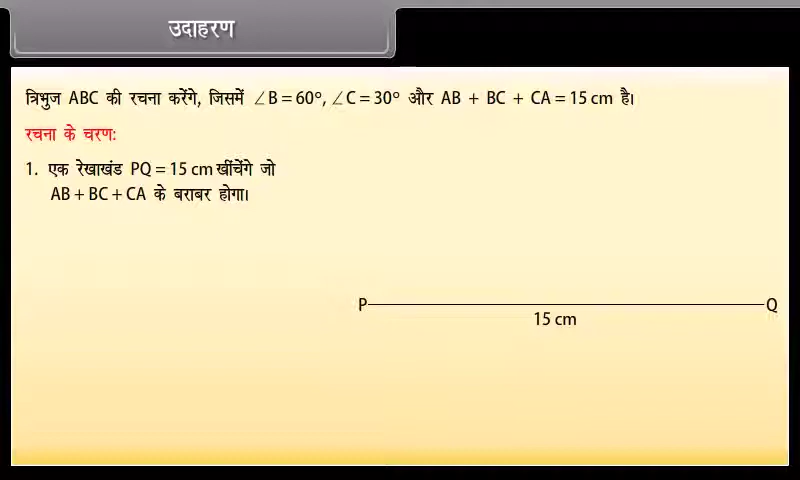 उदाहरण
त्रिभुज ABC की रचना करेंगे, जिसमें ∠B = 60°, ∠C = 30° और AB + BC + CA = 15 cm है।
रचना के चरणः
1. एक रेखाखंड PQ = 15 cm खींचेंगे जो
AB + BC + CA के बराबर होगा।
P Q
15 cm